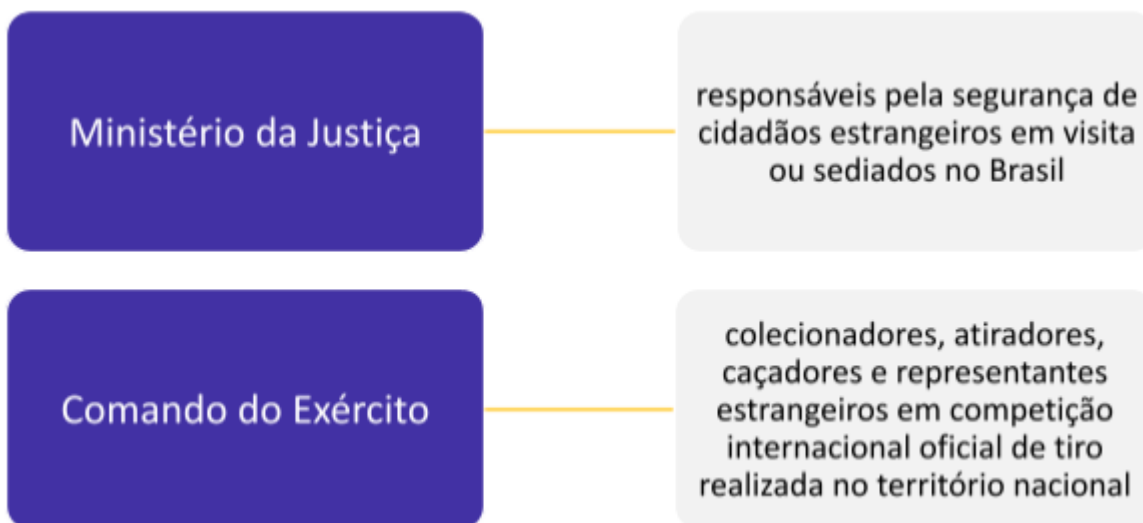 Ministério da Justiça
responsáveis pela segurança de
cidadãos estrangeiros em visita
ou sediados no Brasil
Comando do Exército
colecionadores, atiradores,
caçadores e representantes
estrangeiros em competição
internacional oficial de tiro
realizada no território nacional